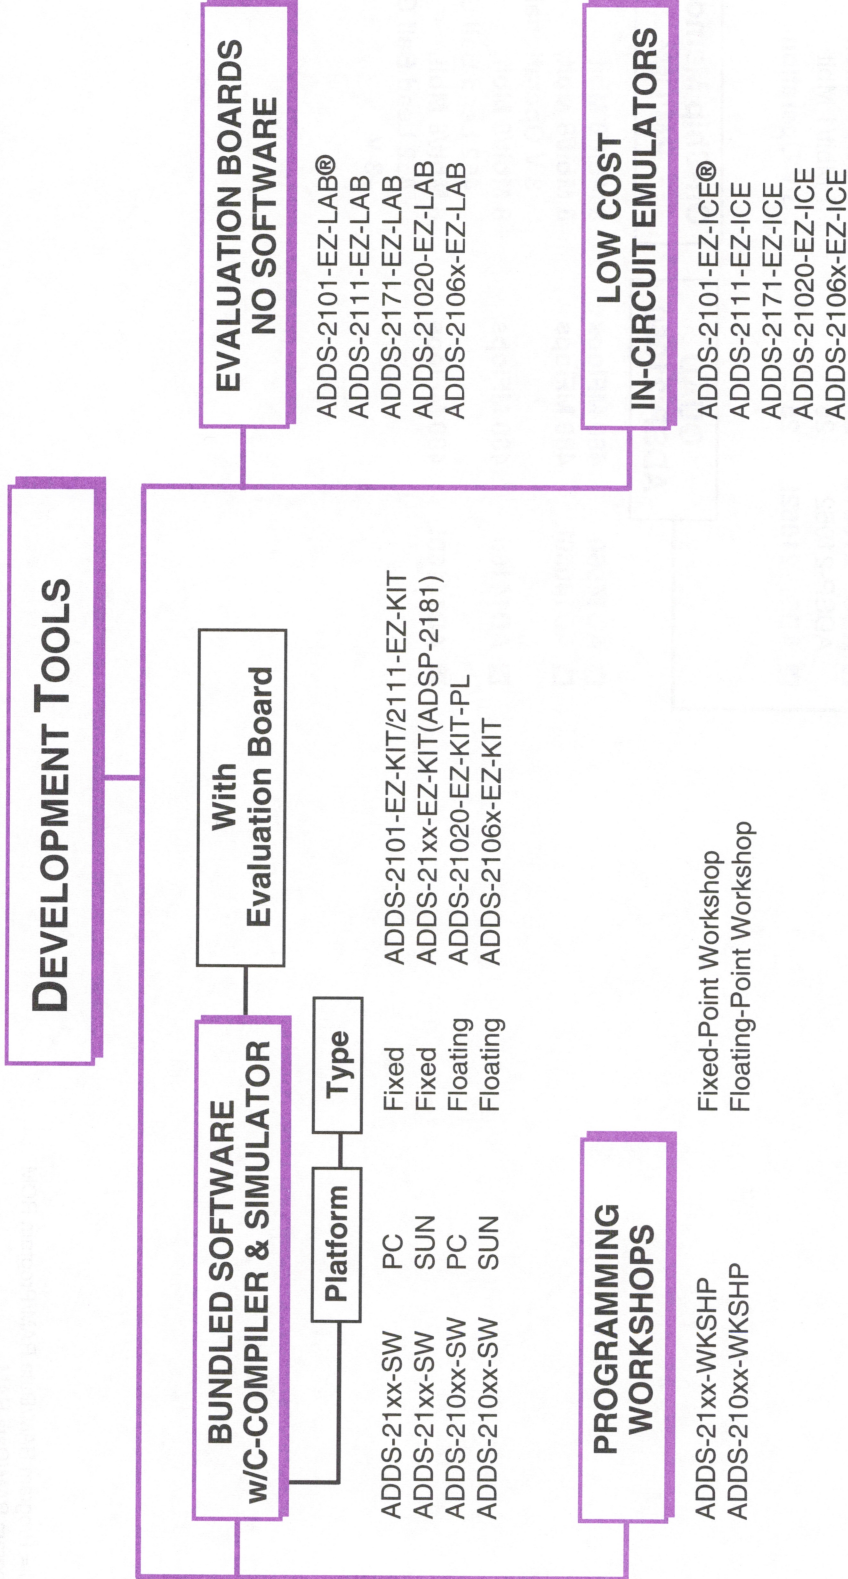 DEVELOPMENT TOOLS
BUNDLED SOFTWARE
w/C-COMPILER & SIMULATOR
With
Evaluation Board
Platform
Type
ADDS-21xx-SW PC Fixed
ADDS-21xx-SW SUN Fixed
ADDS-210xx-SW PC Floating
ADDS-210xx-SW SUN Floating
ADDS-2101-EZ-KIT/2111-EZ-KIT
ADDS-21xx-EZ-KIT(ADSP-2181)
ADDS-21020-EZ-KIT-PL
ADDS-2106x-EZ-KIT
EVALUATION BOARDS
NO SOFTWARE
ADDS-2101-EZ-LAB®
ADDS-2111-EZ-LAB
ADDS-2171-EZ-LAB
ADDS-21020-EZ-LAB
ADDS-2106x-EZ-LAB
PROGRAMMING
WORKSHOPS
ADDS-21xx-WKSHP Fixed-Point Workshop
ADDS-210xx-WKSHP Floating-Point Workshop
LOW COST
IN-CIRCUIT EMULATORS
ADDS-2101-EZ-ICE®
ADDS-2111-EZ-ICE
ADDS-2171-EZ-ICE
ADDS-21020-EZ-ICE
ADDS-2106x-EZ-ICE